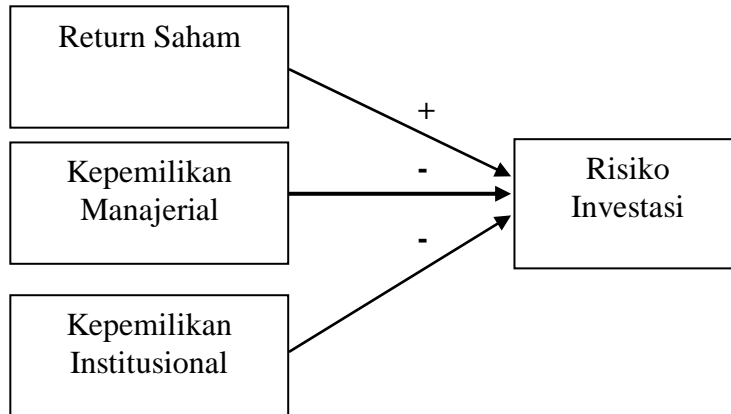 Return Saham
+
-
Kepemilikan
Manajerial
Risiko
Investasi
-
Kepemilikan
Institusional